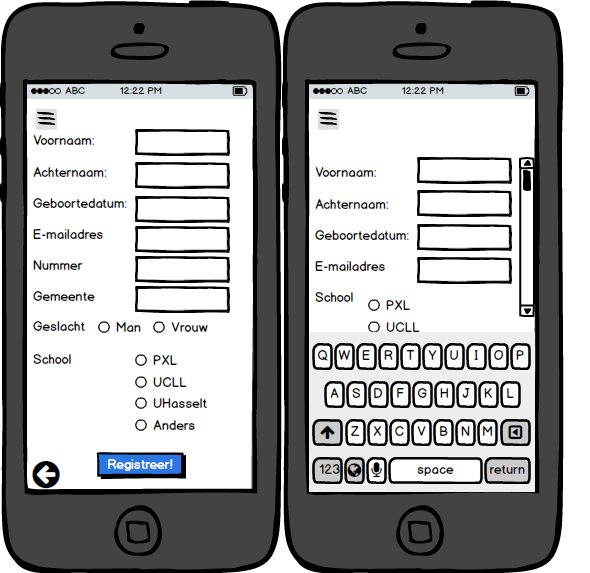 ABC 12:22 PM
Voornaam:
Achternaam:
Geboortedatum:
E-mailadres
Nummer
Gemeente
Geslacht Man Vrouw
School PXL
UCLL
UHasselt
Anders
Registreer!
ABC 12:22 PM
Voornaam:
Achternaam:
Geboortedatum:
E-mailadres
School PXL
UCLL
Q W E R T Y U I O P
A S D F G H J K L
Z X C V B N M
123 space return